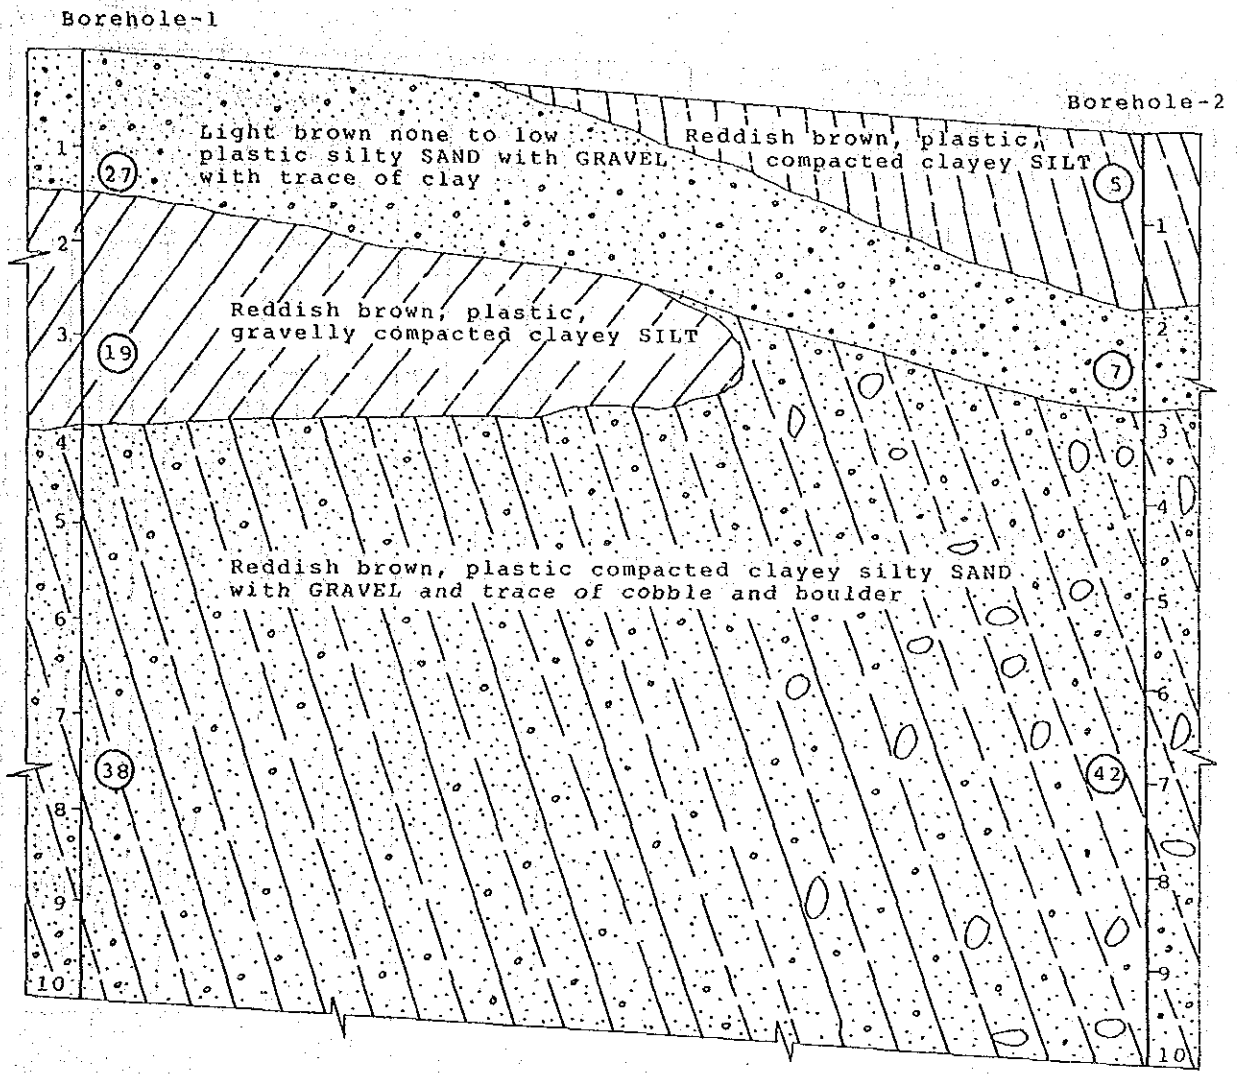 Borehole-1
Borehole-2
Light brown none to low
plastic silty SAND with GRAVEL
with trace of clay
Reddish brown, plastic,
compacted clayey SILT
27
5
Reddish brown, plastic,
gravelly compacted clayey SILT
19
7
Reddish brown, plastic compacted clayey silty SAND
with GRAVEL and trace of cobble and boulder
38
42
1
2
3
4
5
6
7
8
9
10
1
2
3
4
5
6
7
8
9
10